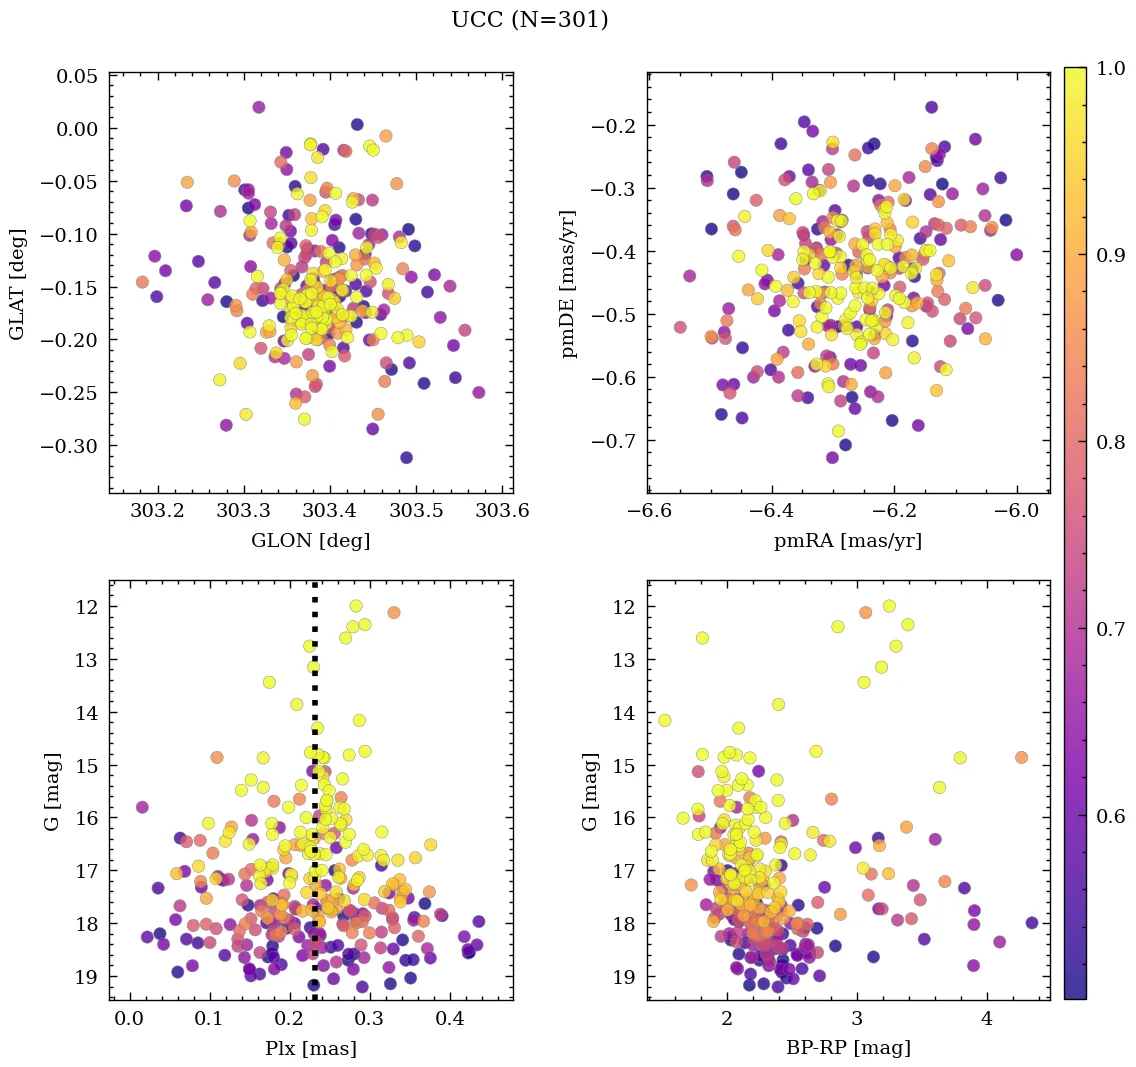 UCC (N=301)
0.05
0.00
−0.05
−0.10
−0.15
−0.20
−0.25
−0.30
GLAT [deg]
303.2 303.3 303.4 303.5 303.6
GLON [deg]
−0.2
−0.3
−0.4
−0.5
−0.6
−0.7
pmDE [mas/yr]
−6.6 −6.4 −6.2 −6.0
pmRA [mas/yr]
1.0
0.9
0.8
0.7
0.6
12
13
14
15
16
17
18
19
G [mag]
0.0 0.1 0.2 0.3 0.4
Plx [mas]
12
13
14
15
16
17
18
19
G [mag]
2 3 4
BP-RP [mag]